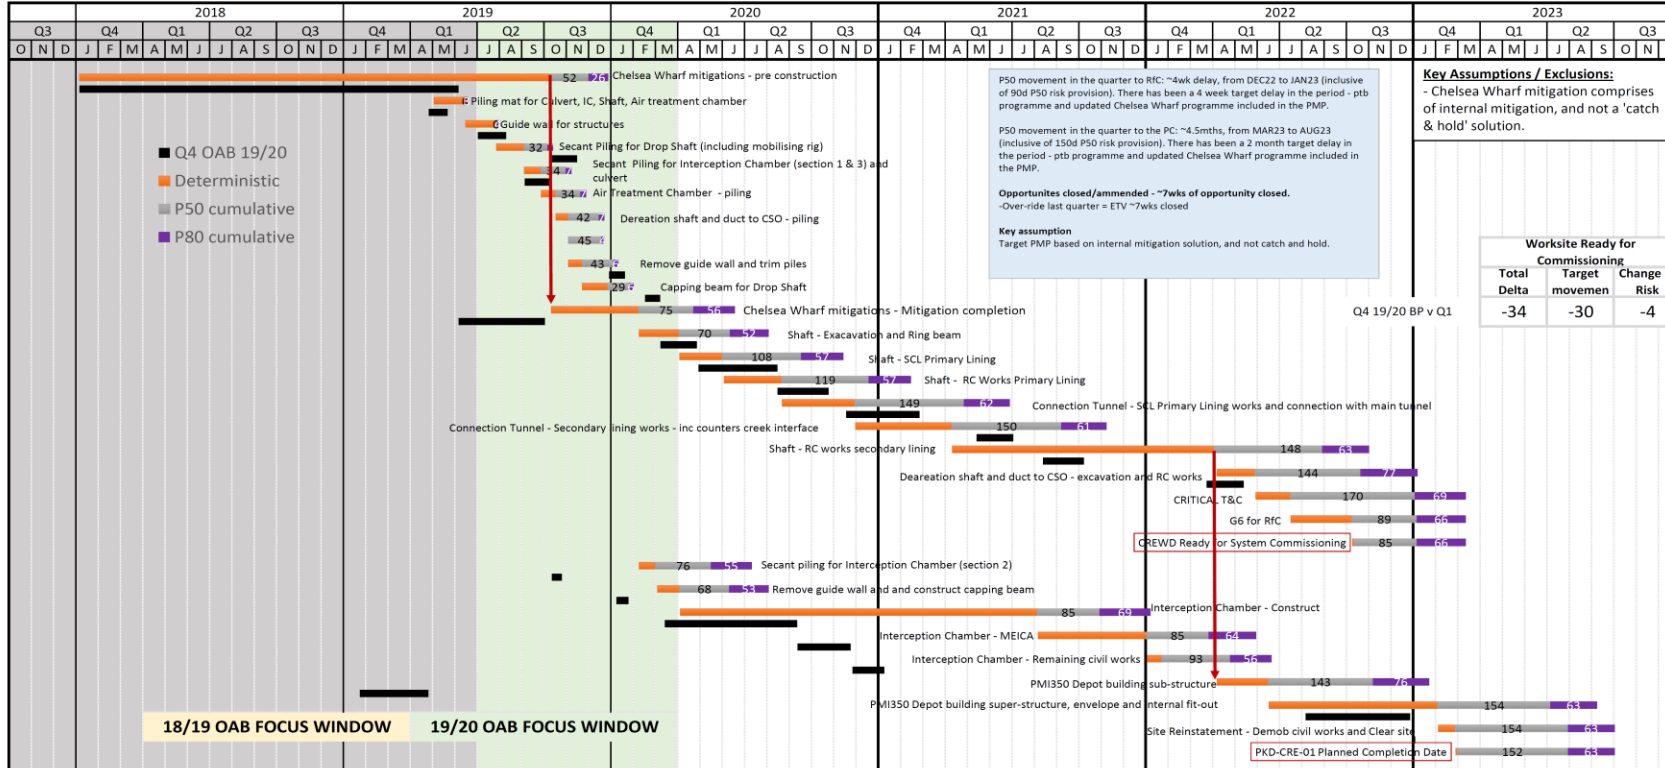 2018 2019 2020 2021 2022 2023
Q3 Q4 Q1 Q2 Q3 Q4 Q1 Q2 Q3 Q4 Q1 Q2 Q3 Q4 Q1 Q2 Q3 Q4 Q1 Q2 Q3 Q4 Q1 Q2 Q3
O N D J F M A M J J A S O N D J F M A M J J A S O N D J F M A M J J A S O N D J F M A M J J A S O N D J F M A M J J A S O N D J F M A M J J A S O N D
52 26 Chelsea Wharf mitigations - pre construction
Piling mat for Culvert, IC, Shaft, Air treatment chamber
Guide wall for structures
32 Secant Piling for Drop Shaft (including mobilising rig)
34 7 Secant Piling for Interception Chamber (section 1 & 3) and
culvert
34 7 Air Treatment Chamber - piling
42 7 Dereation shaft and duct to CSO - piling
45
43 6 Remove guide wall and trim piles
29 6 Capping beam for Drop Shaft
75 56 Chelsea Wharf mitigations - Mitigation completion
70 52 Shaft - Exacavation and Ring beam
108 57 Shaft - SCL Primary Lining
119 57 Shaft - RC Works Primary Lining
149 62 Connection Tunnel - SCL Primary Lining works and connection with main tunnel
Connection Tunnel - Secondary lining works - inc counters creek interface 150 61
Shaft - RC works secondary lining 148 63
Deareation shaft and duct to CSO - excavation and RC works 144 77
CRITICAL T&C 170 69
G6 for RfC 89 66
CREWD Ready for System Commissioning 85 66
76 55 Secant piling for Interception Chamber (section 2)
68 53 Remove guide wall and and construct capping beam
85 69 Interception Chamber - Construct
Interception Chamber - MEICA 85 64
Interception Chamber - Remaining civil works 93 56
PMI350 Depot building sub-structure 143 76
PMI350 Depot building super-structure, envelope and internal fit-out 154 63
Site Reinstatement - Demob civil works and Clear site 154 63
PKD-CRE-01 Planned Completion Date 152 63
Q4 OAB 19/20
Deterministic
P50 cumulative
P80 cumulative
18/19 OAB FOCUS WINDOW
19/20 OAB FOCUS WINDOW
P50 movement in the quarter to RfC: ~4wk delay, from DEC22 to JAN23 (inclusive
of 90d P50 risk provision). There has been a 4 week target delay in the period - ptb
programme and updated Chelsea Wharf programme included in the PMP.
P50 movement in the quarter to the PC: ~4.5mths, from MAR23 to AUG23
(inclusive of 150d P50 risk provision). There has been a 2 month target delay in
the period - ptb programme and updated Chelsea Wharf programme included in
the PMP.
Opportunites closed/ammended - ~7wks of opportunity closed.
-Over-ride last quarter = ETV ~7wks closed
Key assumption
Target PMP based on internal mitigation solution, and not catch and hold.
Key Assumptions / Exclusions:
- Chelsea Wharf mitigation comprises
of internal mitigation, and not a 'catch
& hold' solution.
Worksite Ready for
Commissioning
Total Target Change
Delta movemen Risk
Q4 19/20 BP v Q1 -34 -30 -4